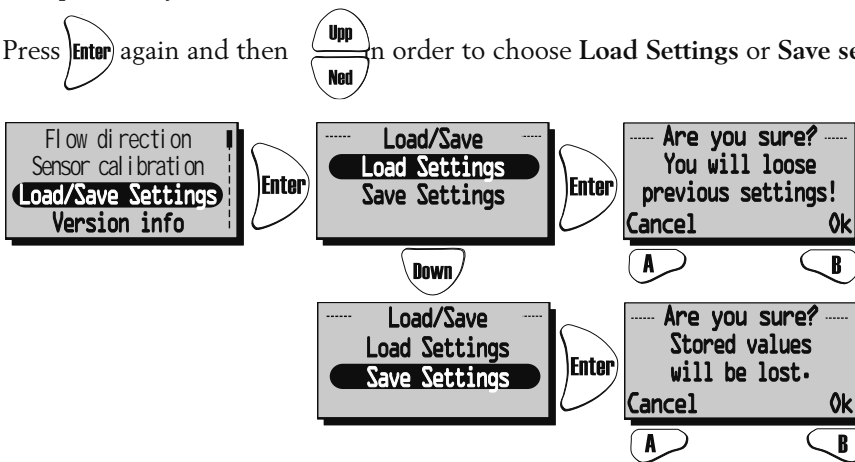 Press Enter again and then Upp
Ned in order to choose Load Settings or Save se
Flow direction
Sensor calibration
Load/Save Settings
Version info
Enter
Load/Save
Load Settings
Save Settings
Enter
Are you sure?
You will loose
previous settings!
Cancel Ok
A B
Down
Load/Save
Load Settings
Save Settings
Enter
Are you sure?
Stored values
will be lost.
Cancel Ok
A B